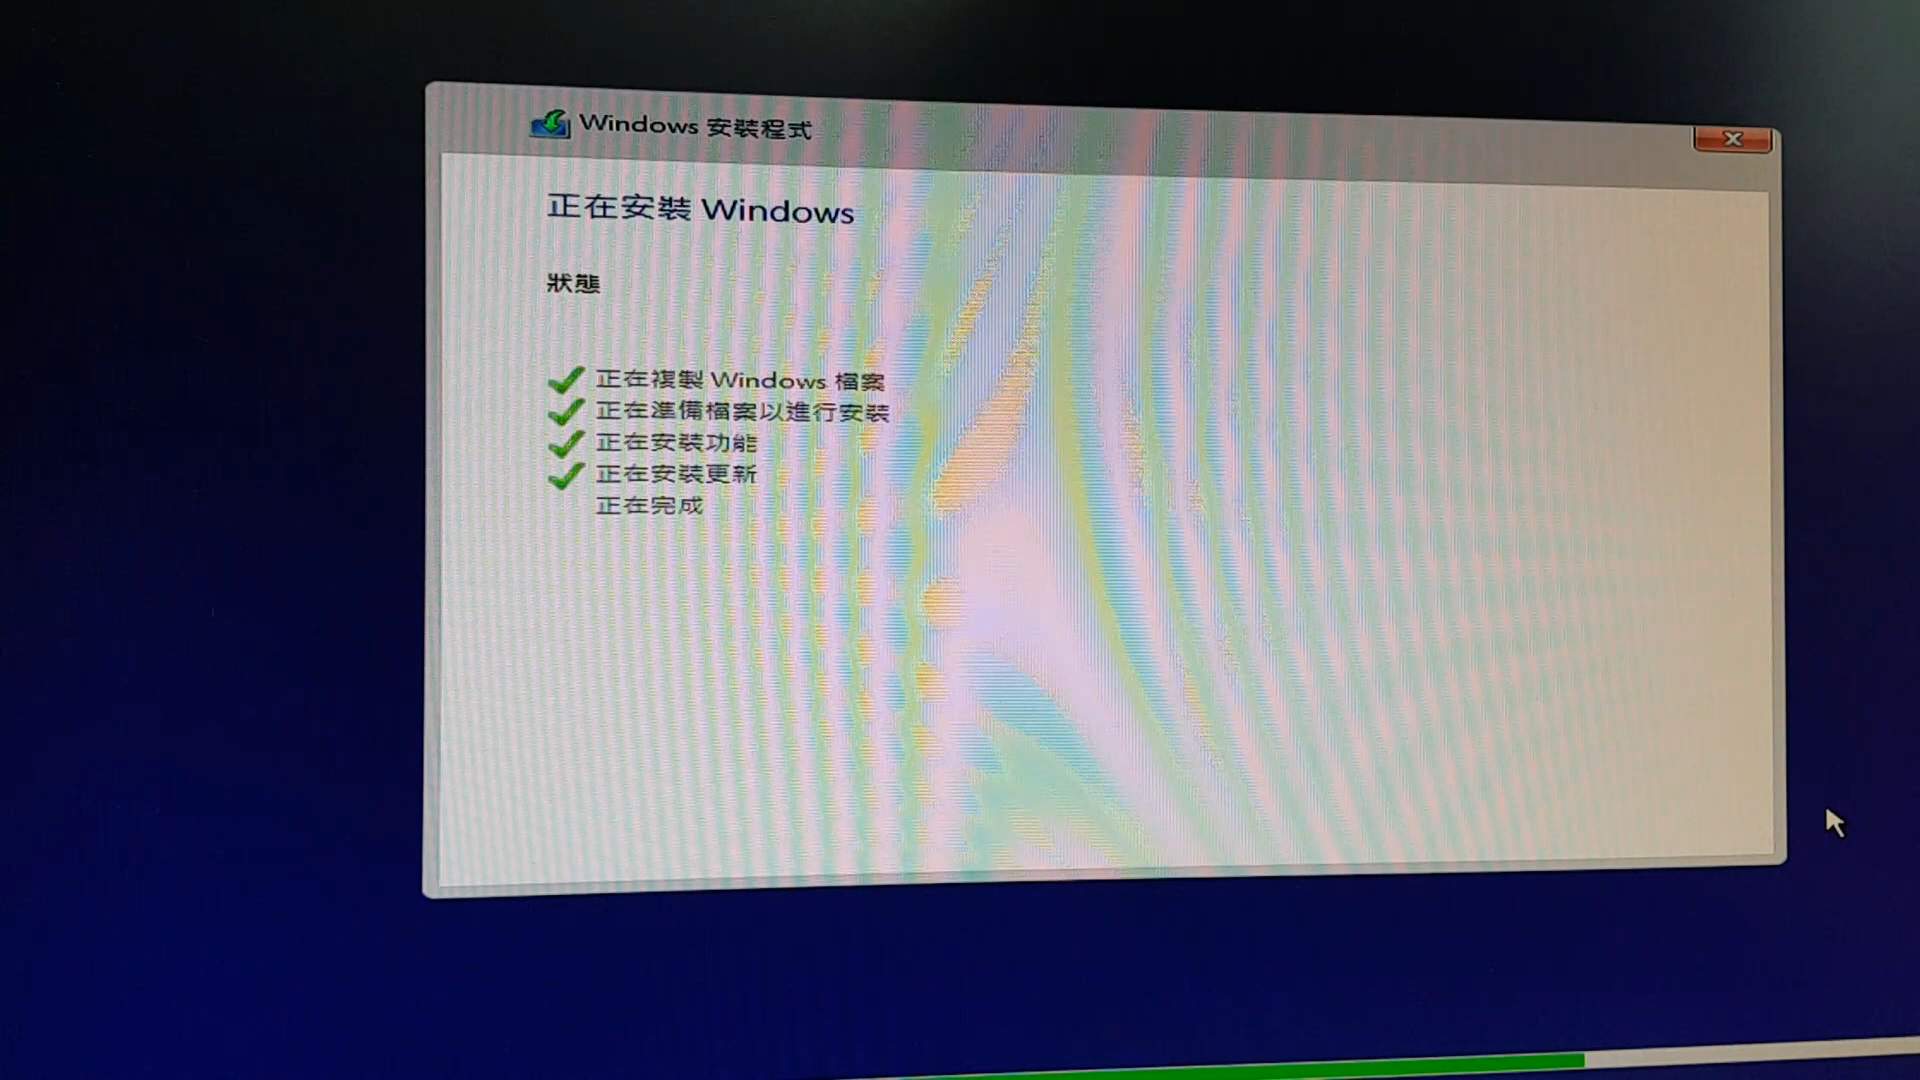 Windows 安裝程式
正在安裝 Windows
狀態
正在複製 Windows 檔案
正在準備檔案以進行安裝
正在安裝功能
正在安裝更新
正在完成